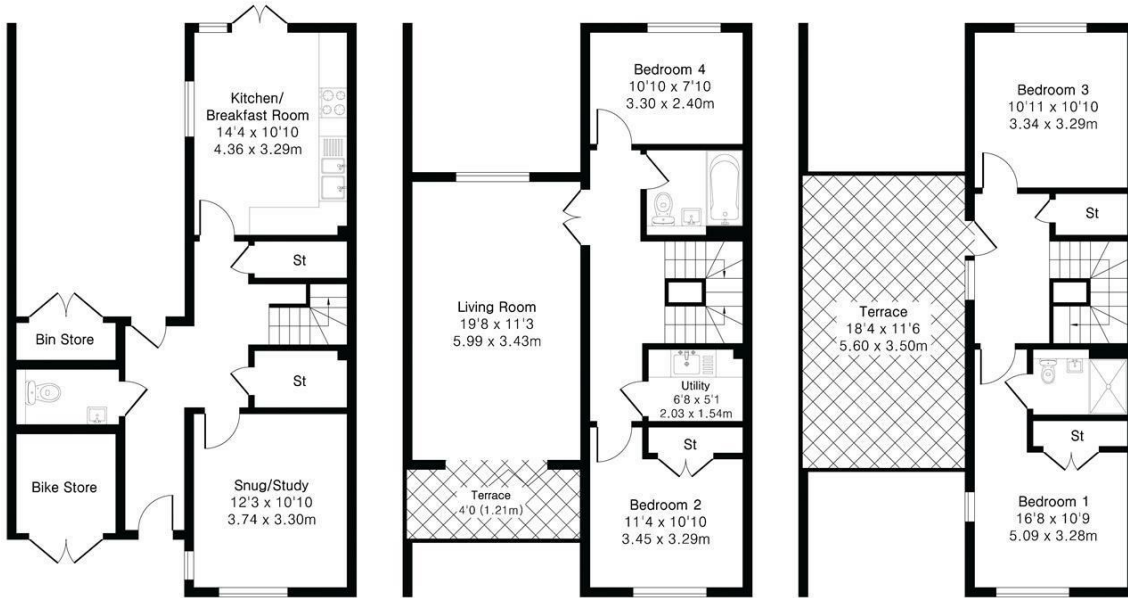 Kitchen/
Breakfast Room
14'4 x 10'10
4.36 x 3.29m
St
Bin Store
St
Bike Store
Snug/Study
12'3 x 10'10
3.74 x 3.30m
Bedroom 4
10'10 x 7'10
3.30 x 2.40m
Living Room
19'8 x 11'3
5.99 x 3.43m
Utility
6'8 x 5'1
2.03 x 1.54m
St
Terrace
4'0 (1.21m)
Bedroom 2
11'4 x 10'10
3.45 x 3.29m
Bedroom 3
10'11 x 10'10
3.34 x 3.29m
St
Terrace
18'4 x 11'6
5.60 x 3.50m
St
Bedroom 1
16'8 x 10'9
5.09 x 3.28m